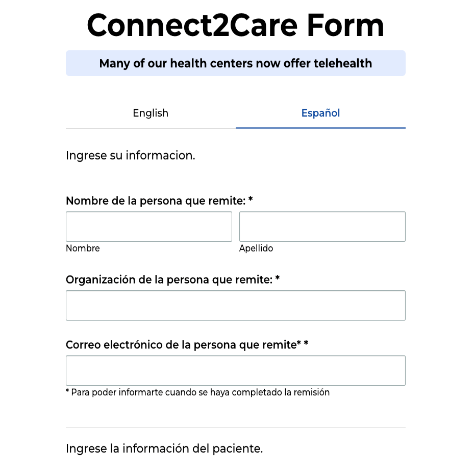 Connect2Care Form
Many of our health centers now offer telehealth
English Español
Ingrese su informacion.
Nombre de la persona que remite: *
Nombre Apellido
Organización de la persona que remite: *
Correo electrónico de la persona que remite* *
* Para poder informarte cuando se haya completado la remisión
Ingrese la información del paciente.